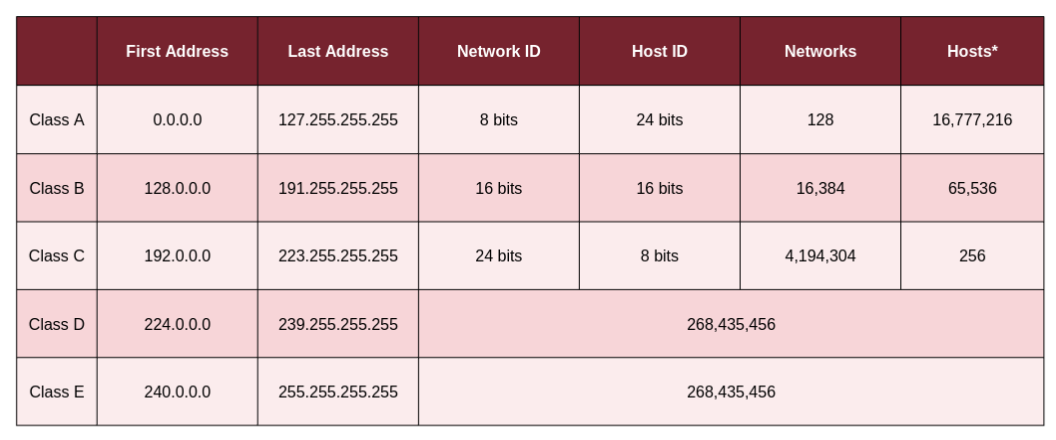 First Address Last Address Network ID Host ID Networks Hosts*
Class A 0.0.0.0 127.255.255.255 8 bits 24 bits 128 16,777,216
Class B 128.0.0.0 191.255.255.255 16 bits 16 bits 16,384 65,536
Class C 192.0.0.0 223.255.255.255 24 bits 8 bits 4,194,304 256
Class D 224.0.0.0 239.255.255.255 268,435,456
Class E 240.0.0.0 255.255.255.255 268,435,456